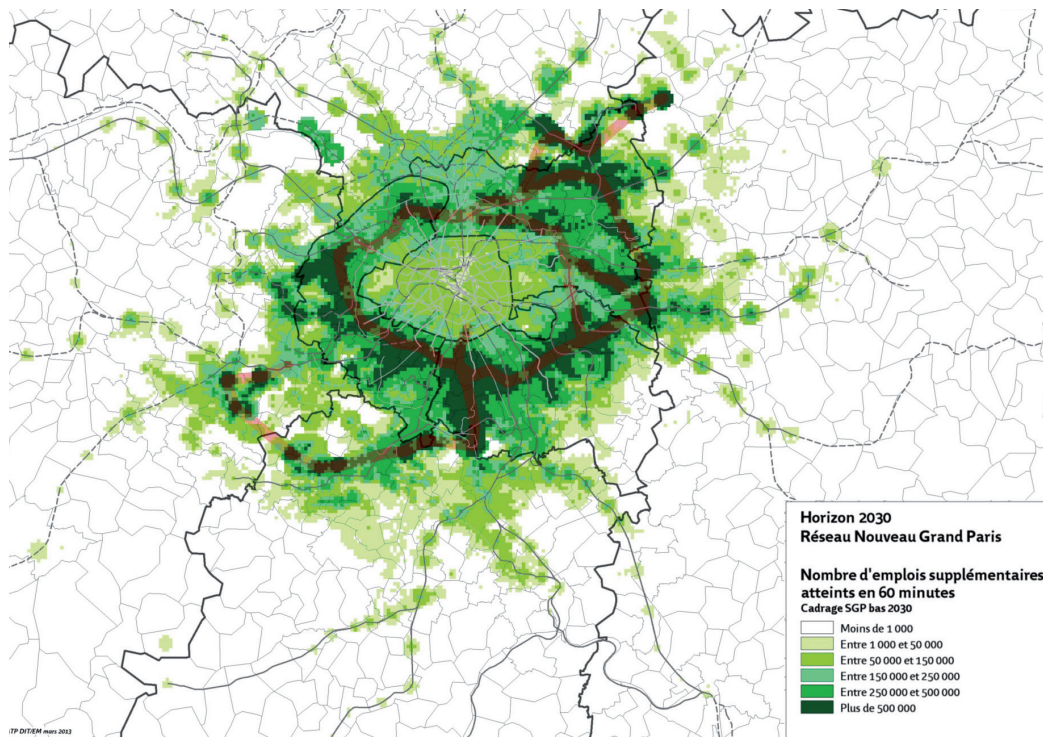 Horizon 2030
Réseau Nouveau Grand Paris
Nombre d'emplois supplémentaires
atteints en 60 minutes
Cadrage SGP bas 2030
Moins de 1 000
Entre 1 000 et 50 000
Entre 50 000 et 150 000
Entre 150 000 et 250 000
Entre 250 000 et 500 000
Plus de 500 000
TP DIT/EM mars 2013